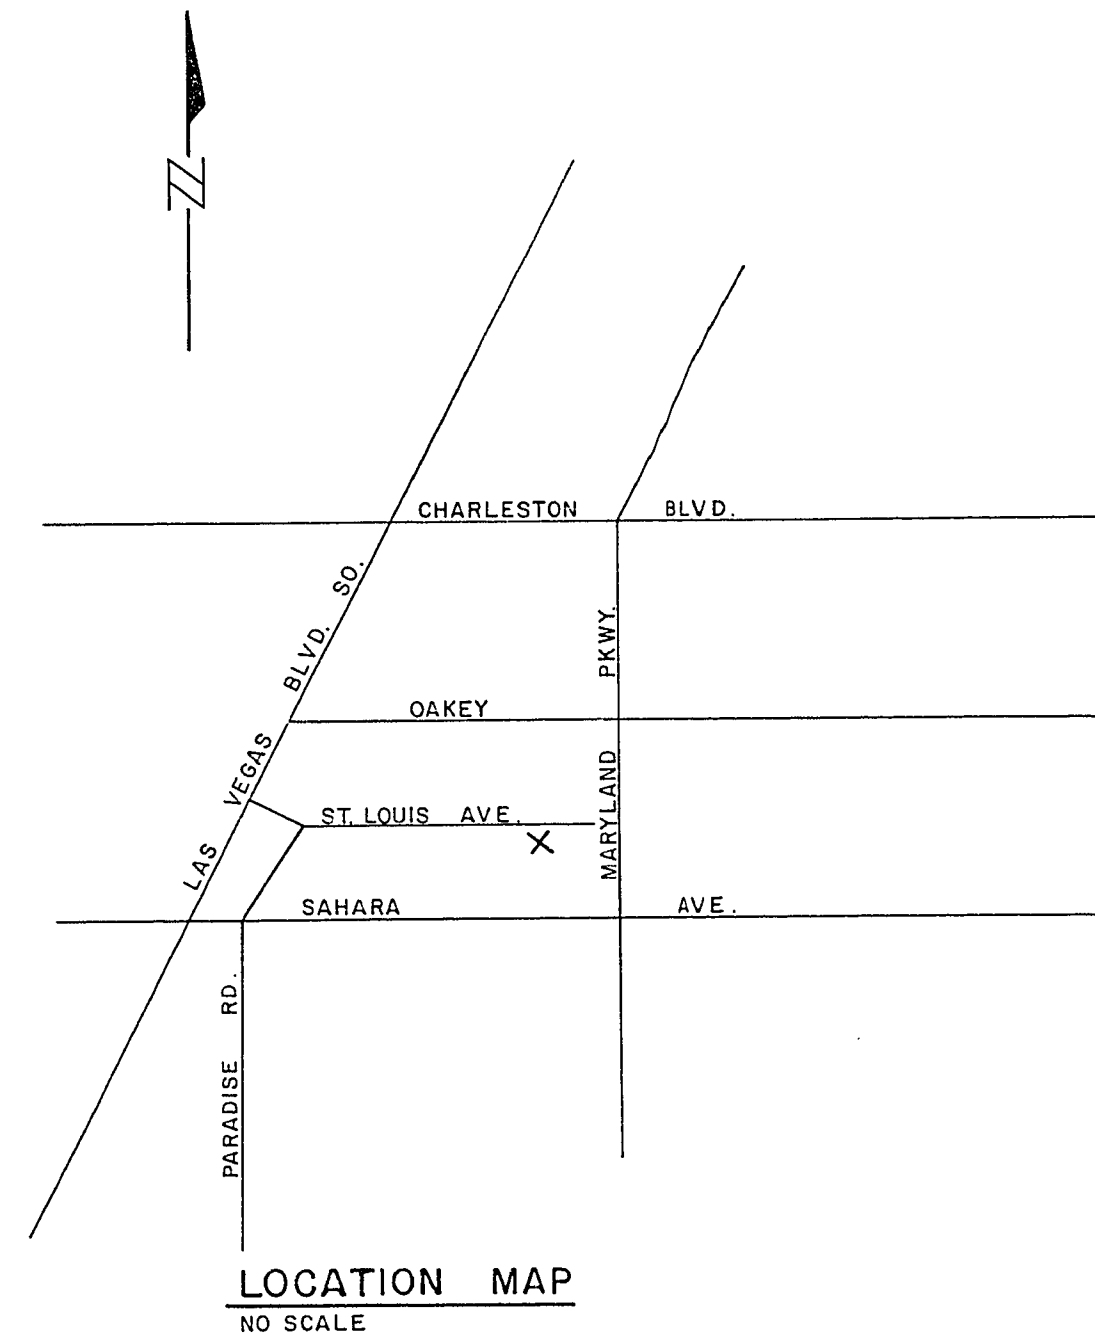 N
CHARLESTON BLVD.
LAS VEGAS BLVD. SO.
MARYLAND PKWY.
OAKEY
ST. LOUIS AVE.
X
SAHARA AVE.
PARADISE RD.
LOCATION MAP
NO SCALE